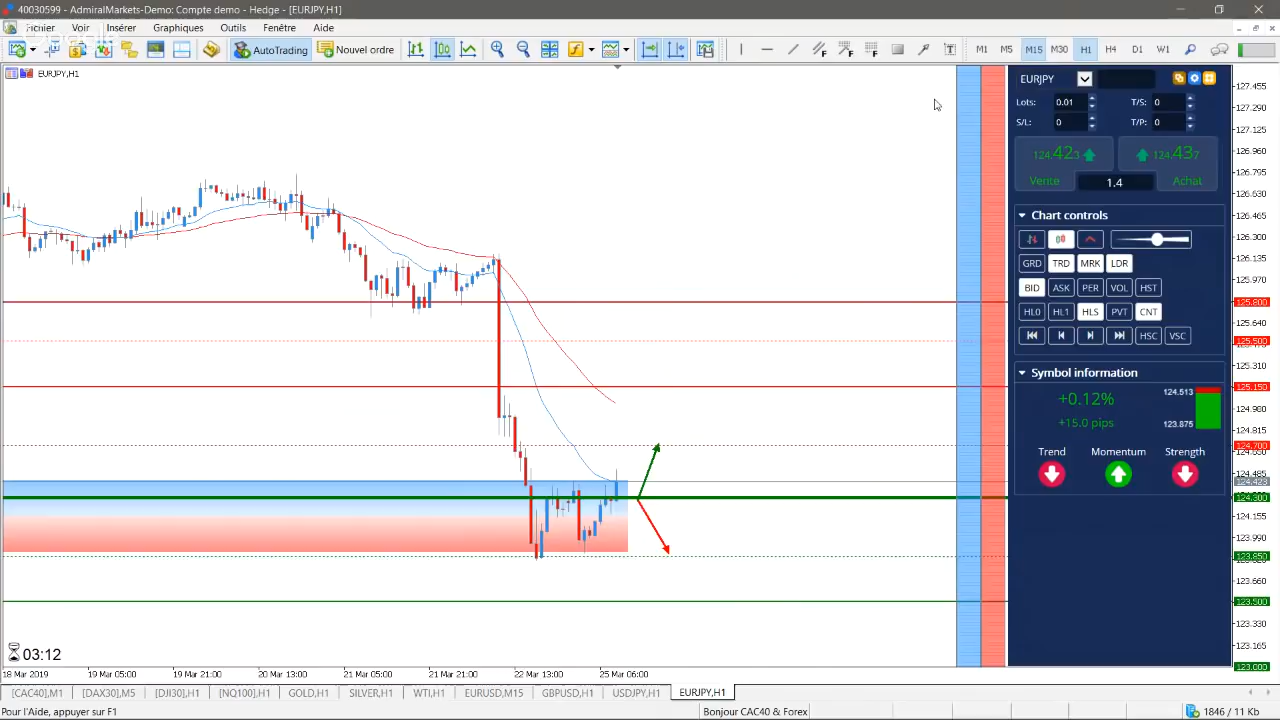 40030599 - AdmiralMarkets-Demo: Compte demo - Hedge - [EURJPY,H1]
Fichier Voir Insérer Graphiques Outils Fenêtre Aide
AutoTrading Nouvel ordre M1 M5 M15 M30 H1 H4 D1 W1
EURJPY,H1
EURJPY
Lots: 0.01 T/S: 0
S/L: 0 T/P: 0
124.423 124.437
Vente 1.4 Achat
Chart controls
GRD TRD MRK LDR
BID ASK PER VOL HST
HL0 HL1 HLS PVT CNT
HSC VSC
Symbol information
+0.12% 124.513
+15.0 pips 123.875
Trend Momentum Strength
127.455
127.290
127.125
126.960
126.795
126.630
126.465
126.300
126.135
125.970
125.800
125.640
125.500
125.310
125.150
124.980
124.815
124.700
124.485
124.423
124.300
124.155
123.990
123.850
123.660
123.500
123.330
123.165
123.000
03:12
18 Mar 2019 19 Mar 05:00 19 Mar 21:00 20 Mar 13:00 21 Mar 05:00 21 Mar 21:00 22 Mar 13:00 25 Mar 06:00
[CAC40],M1 [DAX30],M5 [DJI30],H1 [NQ100],H1 GOLD,H1 SILVER,H1 WTI,H1 EURUSD,M15 GBPUSD,H1 USDJPY,H1 EURJPY,H1
Pour l'Aide, appuyer sur F1 Bonjour CAC40 & Forex 1846 / 11 Kb